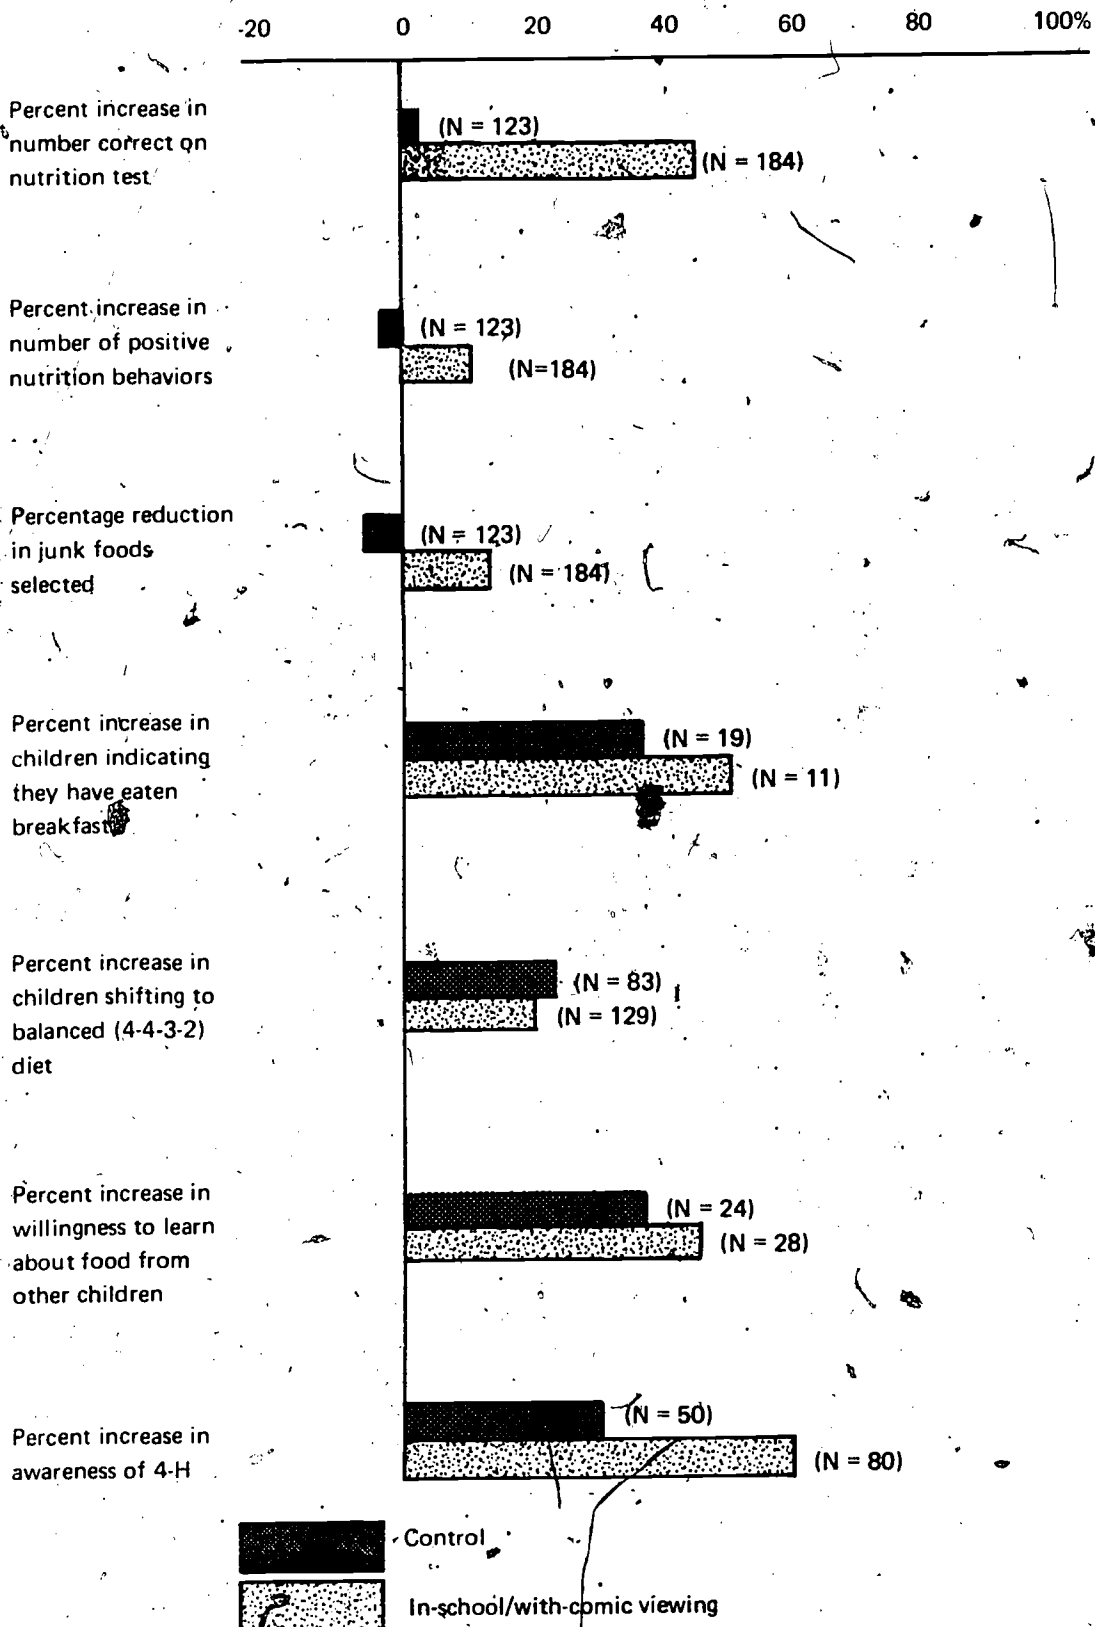 -20 0 20 40 60 80 100%
Percent increase in
number correct on
nutrition test
(N = 123)
(N = 184)
Percent increase in
number of positive
nutrition behaviors
(N = 123)
(N=184)
Percentage reduction
in junk foods
selected
(N = 123)
(N = 184)
Percent increase in
children indicating
they have eaten
breakfast
(N = 19)
(N = 11)
Percent increase in
children shifting to
balanced (4-4-3-2)
diet
(N = 83)
(N = 129)
Percent increase in
willingness to learn
about food from
other children
(N = 24)
(N = 28)
Percent increase in
awareness of 4-H
(N = 50)
(N = 80)
Control
In-school/with-comic viewing